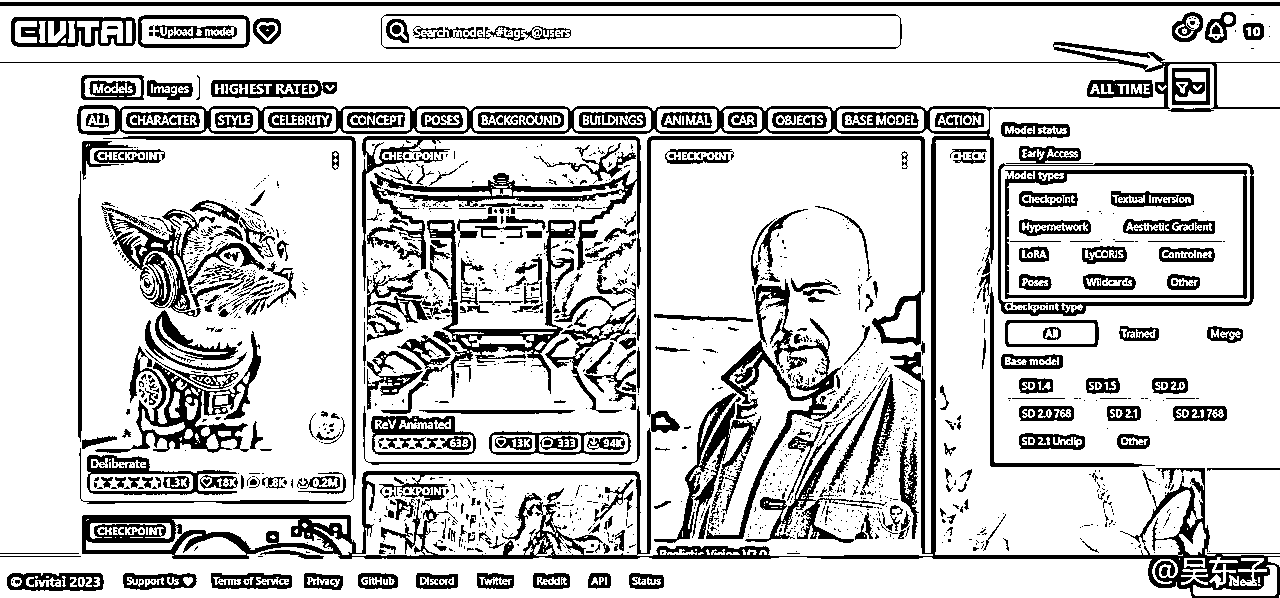 CIVITAI Upload a model Search models, #tags, @users 10
Models Images HIGHEST RATED ALL TIME
ALL CHARACTER STYLE CELEBRITY CONCEPT POSES BACKGROUND BUILDINGS ANIMAL CAR OBJECTS BASE MODEL ACTION
Model status
Early Access
Model types
Checkpoint Textual Inversion
Hypernetwork Aesthetic Gradient
LoRA LyCORIS Controlnet
Poses Wildcards Other
Checkpoint type
All Trained Merge
Base model
SD 1.4 SD 1.5 SD 2.0
SD 2.0 768 SD 2.1 SD 2.1 768
SD 2.1 Unclip Other
CHECKPOINT
Deliberate
1.3K 18K 1.8K 0.2M
CHECKPOINT
CHECKPOINT
ReV Animated
638 13K 333 94K
CHECKPOINT
CHECKPOINT
Realistic Vision V2.0
CHECK
© Civitai 2023 Support Us Terms of Service Privacy GitHub Discord Twitter Reddit API Status
@吴东子
Ideas!